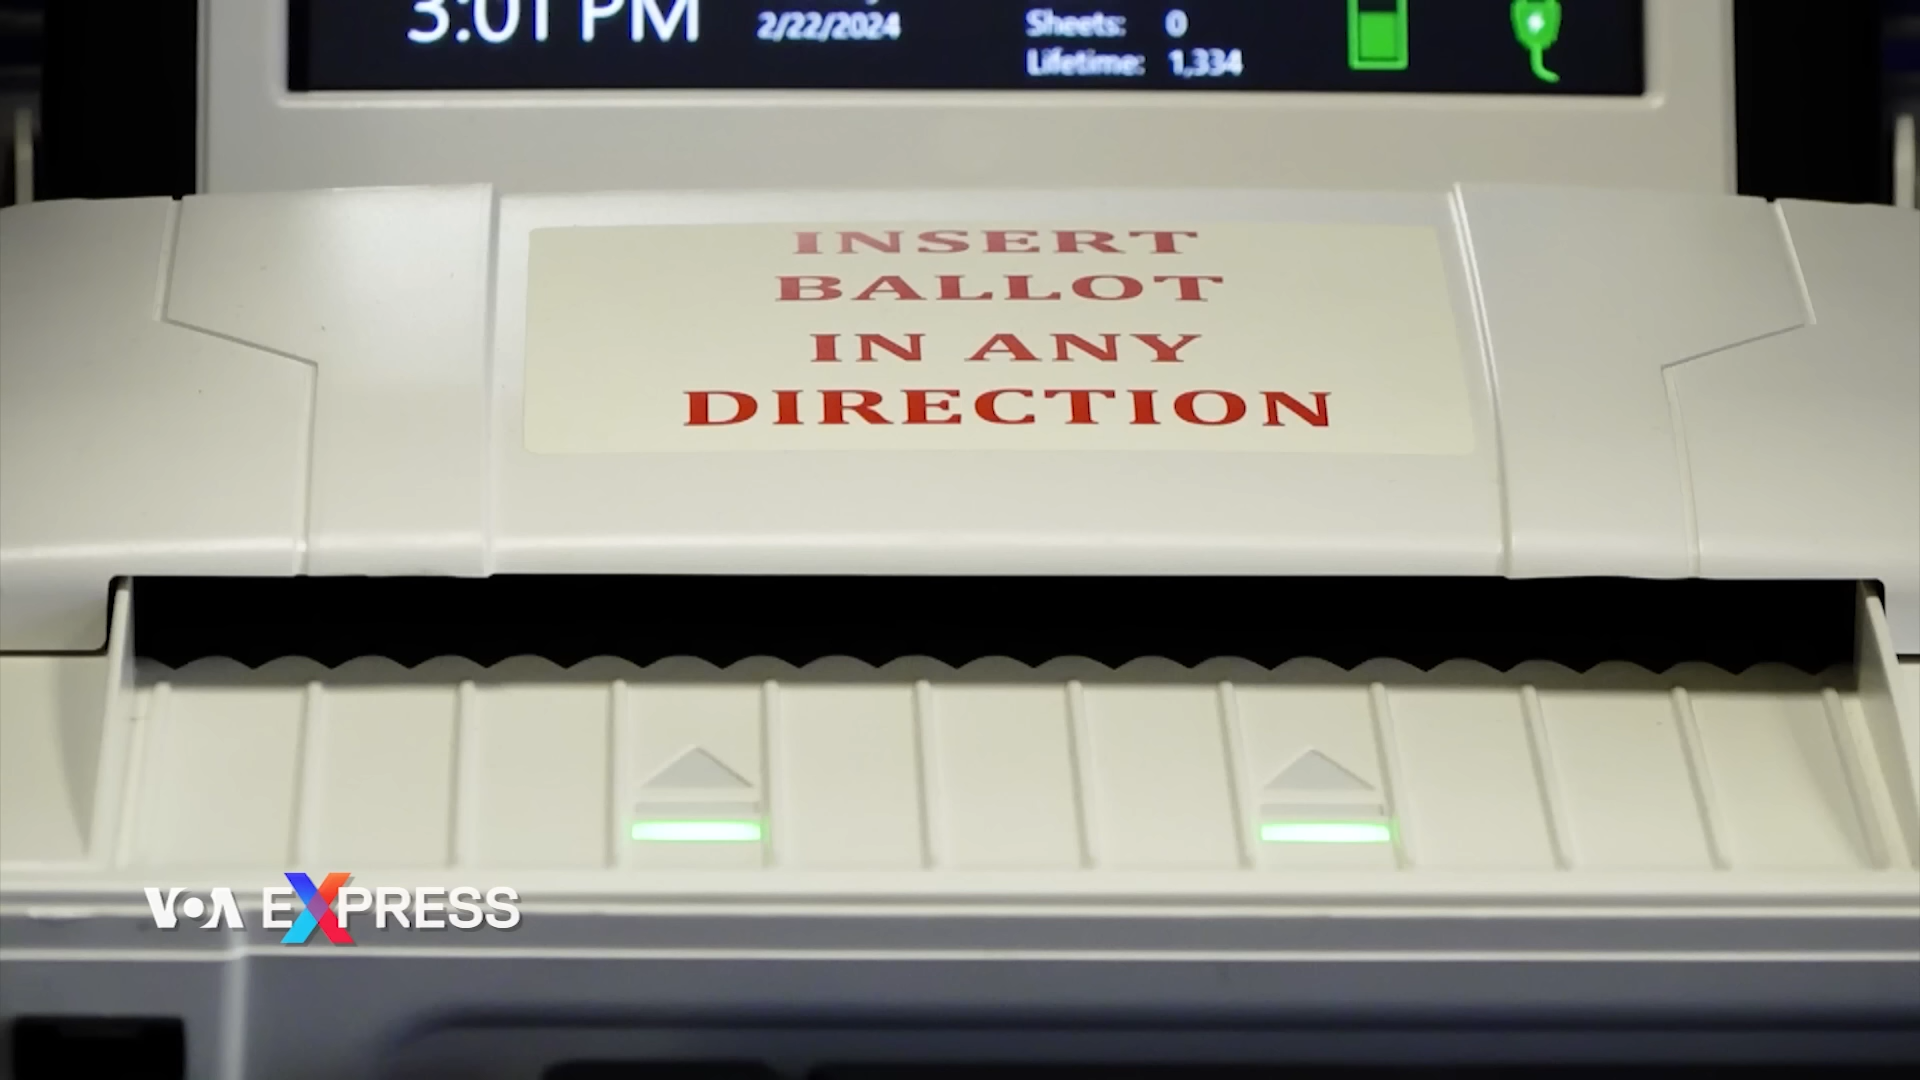 3:01 PM
2/22/2024
Sheets: 0
Lifetime: 1,334
INSERT
BALLOT
IN ANY
DIRECTION
VOA EXPRESS